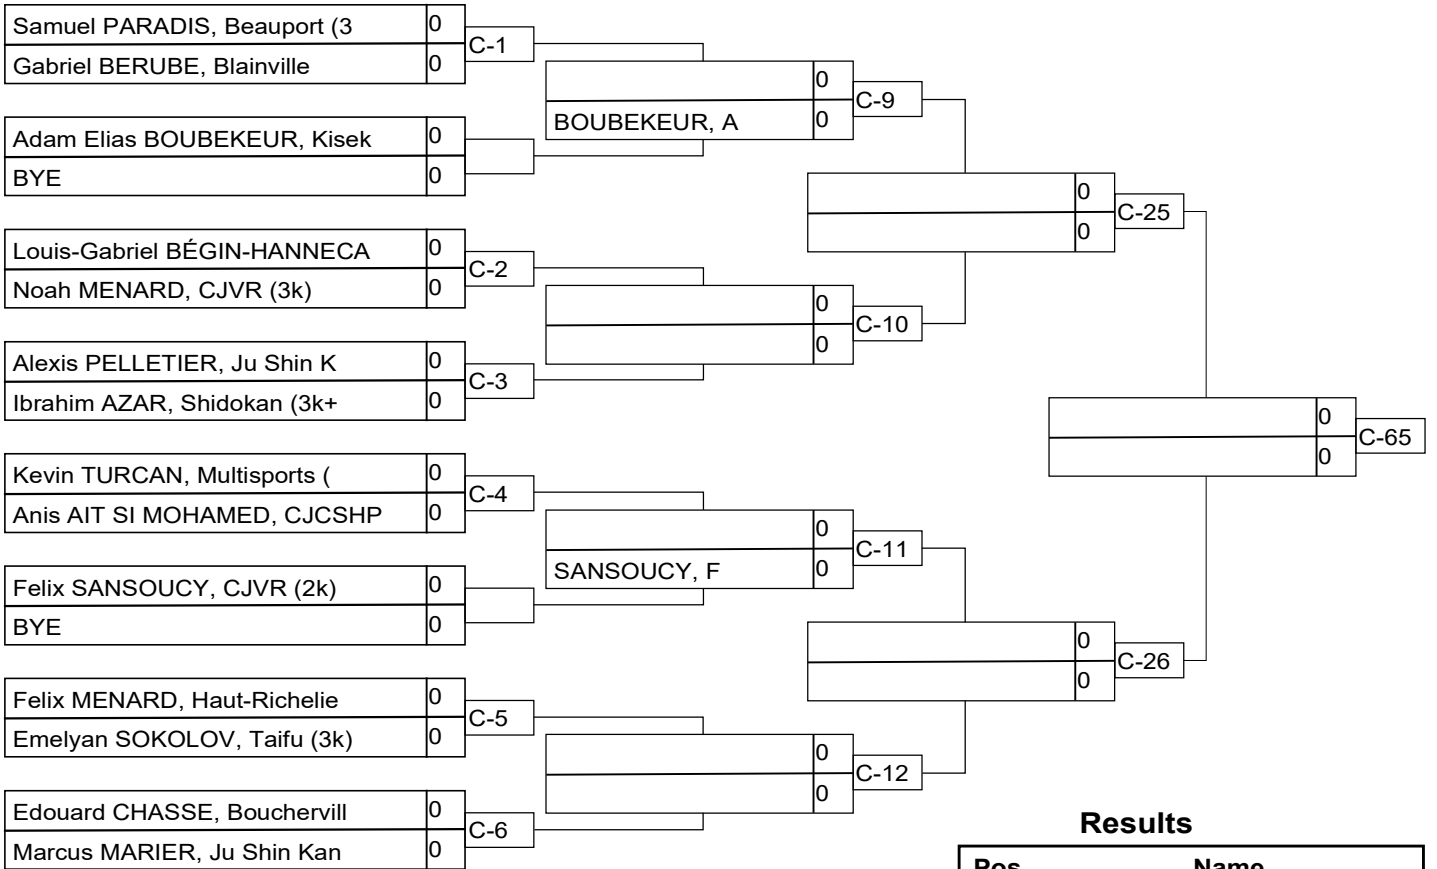 Samuel PARADIS, Beauport (3 0
C-1
Gabriel BERUBE, Blainville 0
0
C-9
BOUBEKEUR, A 0
Adam Elias BOUBEKEUR, Kisek 0
BYE 0
0
C-25
0
Louis-Gabriel BÉGIN-HANNECA 0
C-2
Noah MENARD, CJVR (3k) 0
0
C-10
0
Alexis PELLETIER, Ju Shin K 0
C-3
Ibrahim AZAR, Shidokan (3k+ 0
0
C-65
0
Kevin TURCAN, Multisports ( 0
C-4
Anis AIT SI MOHAMED, CJCSHP 0
0
C-11
SANSOUCY, F 0
Felix SANSOUCY, CJVR (2k) 0
BYE 0
0
C-26
0
Felix MENARD, Haut-Richelie 0
C-5
Emelyan SOKOLOV, Taifu (3k) 0
0
C-12
0
Edouard CHASSE, Bouchervill 0
C-6
Marcus MARIER, Ju Shin Kan 0
Results
Pos Name